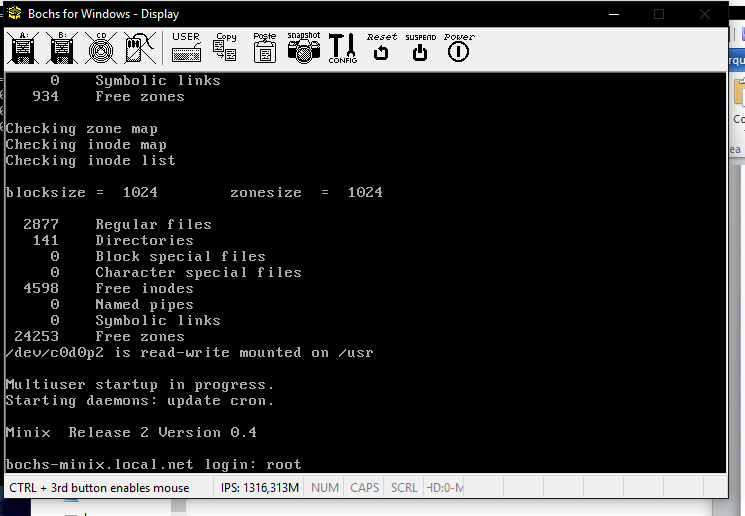 Bochs for Windows - Display
A: B: CD USER Copy Paste snapshot CONFIG Reset SUSPEND Power
0 Symbolic links
934 Free zones
Checking zone map
Checking inode map
Checking inode list
blocksize = 1024 zonesize = 1024
2877 Regular files
141 Directories
0 Block special files
0 Character special files
4598 Free inodes
0 Named pipes
0 Symbolic links
24253 Free zones
/dev/c0d0p2 is read-write mounted on /usr
Multiuser startup in progress.
Starting daemons: update cron.
Minix Release 2 Version 0.4
bochs-minix.local.net login: root
CTRL + 3rd button enables mouse IPS: 1316,313M NUM CAPS SCRL HD:0-M
rqu
Co
ea